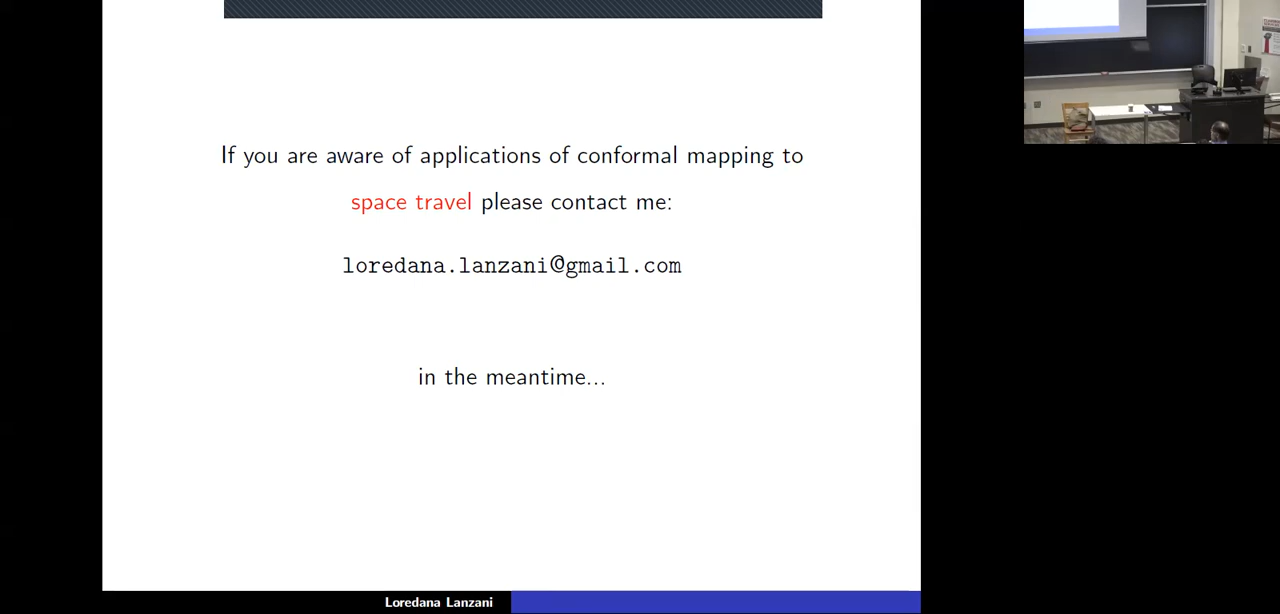 If you are aware of applications of conformal mapping to
space travel please contact me:
loredana.lanzani@gmail.com
in the meantime...
Loredana Lanzani